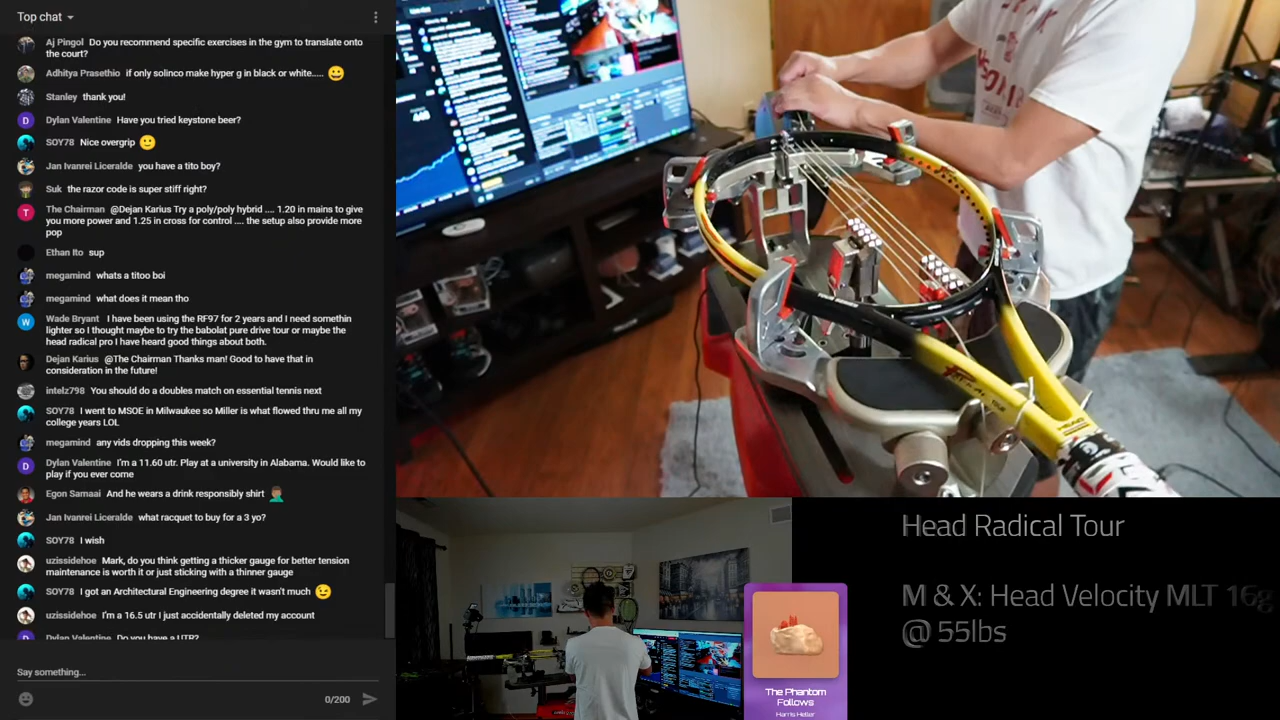 Top chat
Aj Pingol Do you recommend specific exercises in the gym to translate onto
the court?
Adhitya Prasethio if only solinco make hyper g in black or white.....
Stanley thank you!
Dylan Valentine Have you tried keystone beer?
SOY78 Nice overgrip
Jan Ivanrei Liceralde you have a tito boy?
Suk the razor code is super stiff right?
The Chairman @Dejan Karius Try a poly/poly hybrid .... 1.20 in mains to give
you more power and 1.25 in cross for control .... the setup also provide more
pop
Ethan Ito sup
megamind whats a titoo boi
megamind what does it mean tho
Wade Bryant I have been using the RF97 for 2 years and I need somethin
lighter so I thought maybe to try the babolat pure drive tour or maybe the
head radical pro I have heard good things about both.
Dejan Karius @The Chairman Thanks man! Good to have that in
consideration in the future!
intelz798 You should do a doubles match on essential tennis next
SOY78 I went to MSOE in Milwaukee so Miller is what flowed thru me all my
college years LOL
megamind any vids dropping this week?
Dylan Valentine I'm a 11.60 utr. Play at a university in Alabama. Would like to
play if you ever come
Egon Samaai And he wears a drink responsibly shirt
Jan Ivanrei Liceralde what racquet to buy for a 3 yo?
SOY78 I wish
uzissidehoe Mark, do you think getting a thicker gauge for better tension
maintenance is worth it or just sticking with a thinner gauge
SOY78 I got an Architectural Engineering degree it wasn't much
uzissidehoe I'm a 16.5 utr I just accidentally deleted my account
Dylan Valentine Do you have a UTR?
Say something...
0/200
HEAD
Head Radical Tour
M & X: Head Velocity MLT 16g
@ 55lbs
The Phantom
Follows
Harris Heller